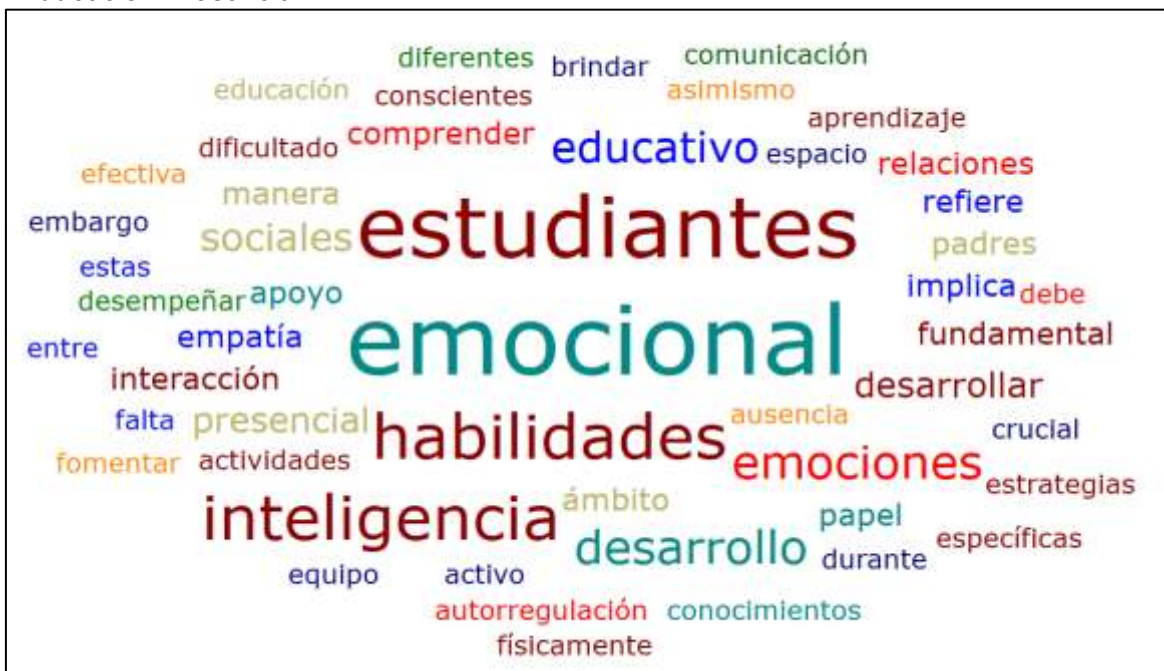 diferentes brindar comunicación
educación conscientes asimismo
dificultado comprender educativo espacio aprendizaje
efectiva manera relaciones
embargo sociales estudiantes refiere
estas padres
desempeñar apoyo implica debe
entre empatía emocional fundamental
interacción desarrollar
falta presencial habilidades ausencia crucial
fomentar actividades emociones estrategias
inteligencia ámbito papel
desarrollo durante específicas
equipo activo
autorregulación conocimientos
físicamente